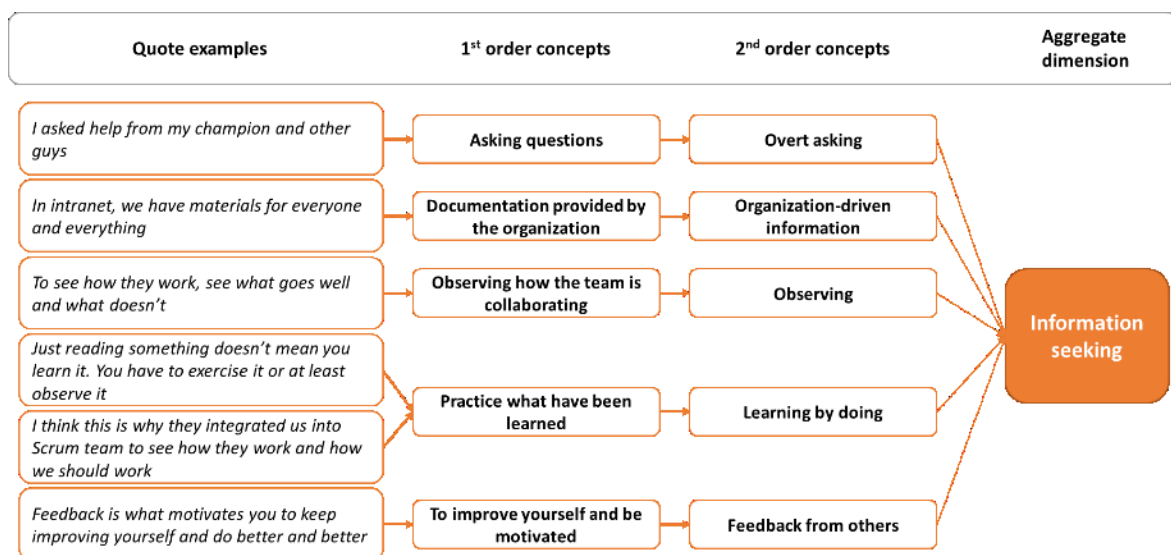 Quote examples
1st order concepts
2nd order concepts
Aggregate
dimension
I asked help from my champion and other
guys
Asking questions
Overt asking
In intranet, we have materials for everyone
and everything
Documentation provided by
the organization
Organization-driven
information
To see how they work, see what goes well
and what doesn't
Observing how the team is
collaborating
Observing
Just reading something doesn't mean you
learn it. You have to exercise it or at least
observe it
I think this is why they integrated us into
Scrum team to see how they work and how
we should work
Practice what have been
learned
Learning by doing
Feedback is what motivates you to keep
improving yourself and do better and better
To improve yourself and be
motivated
Feedback from others
Information
seeking